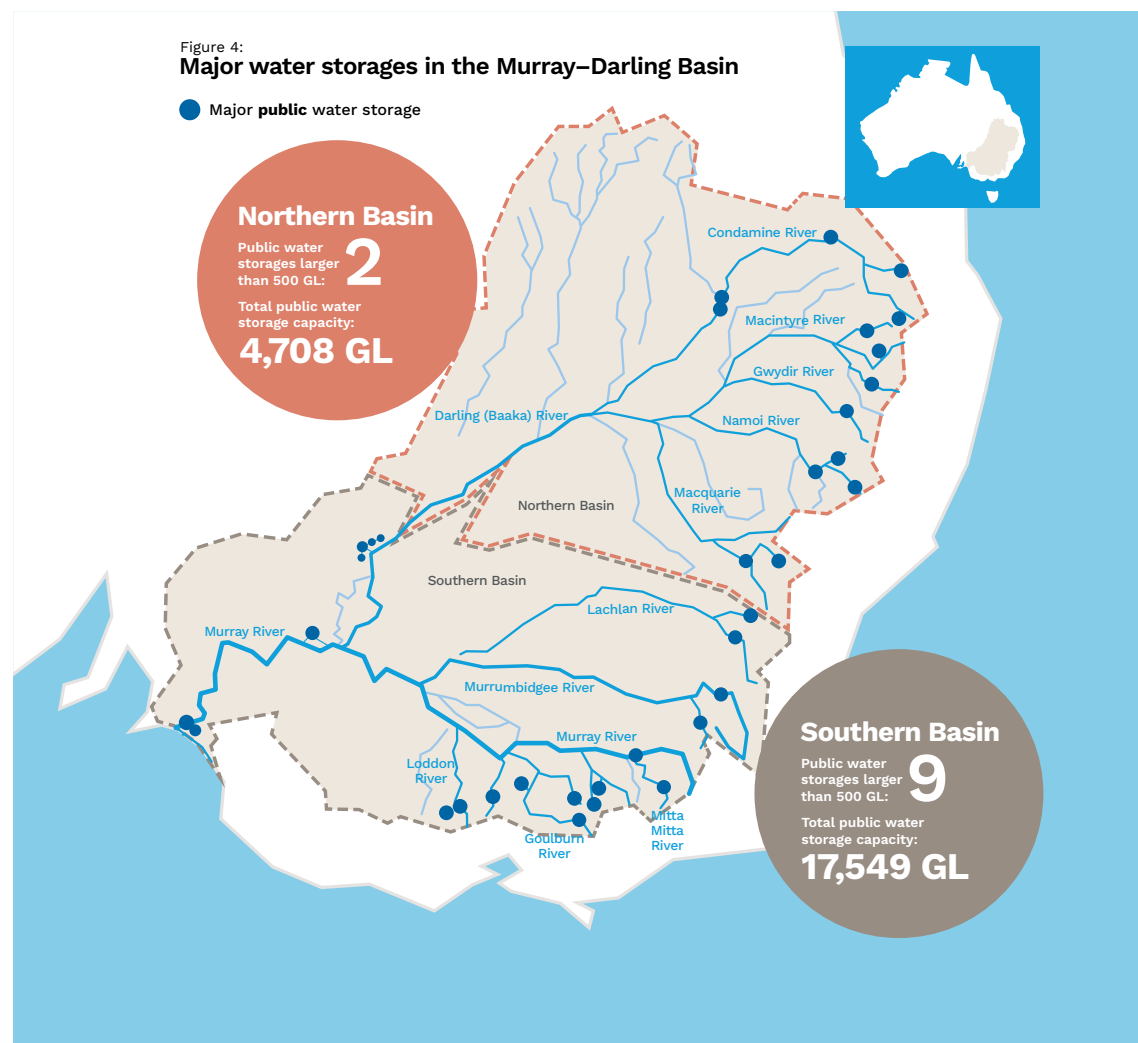 Figure 4:
Major water storages in the Murray–Darling Basin
Major public water storage
Northern Basin
Public water
storages larger
than 500 GL:
2
Total public water
storage capacity:
4,708 GL
Condamine River
Macintyre River
Gwydir River
Darling (Baaka) River
Namoi River
Macquarie
River
Northern Basin
Southern Basin
Lachlan River
Murray River
Murrumbidgee River
Murray River
Loddon
River
Goulburn
River
Mitta
Mitta
River
Southern Basin
Public water
storages larger
than 500 GL:
9
Total public water
storage capacity:
17,549 GL